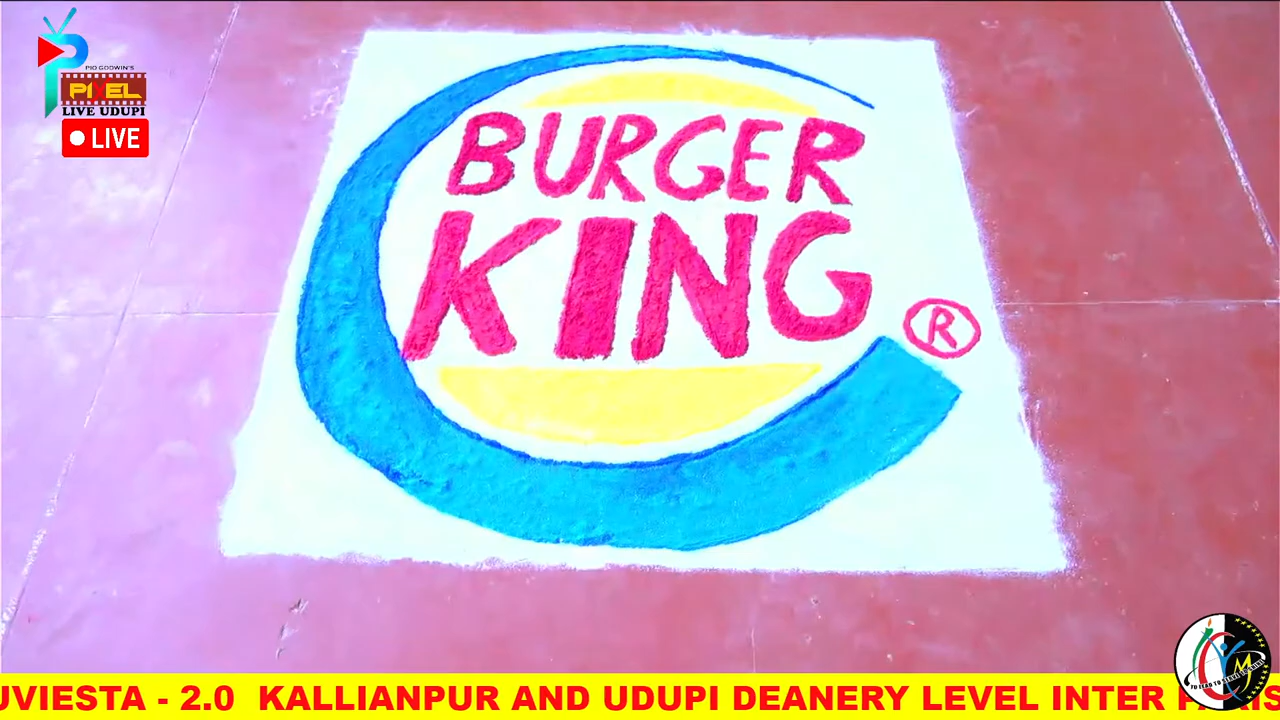 PIO GODWIN'S
PIXEL
LIVE UDUPI
LIVE
BURGER
KING
®
UVIESTA - 2.0 KALLIANPUR AND UDUPI DEANERY LEVEL INTER